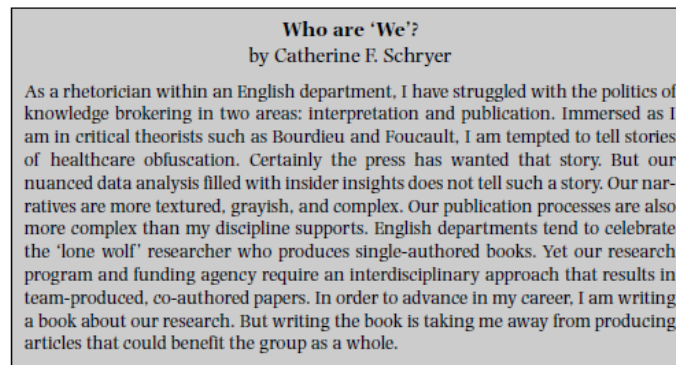 Who are ‘We’?
by Catherine F. Schryer
As a rhetorician within an English department, I have struggled with the politics of
knowledge brokering in two areas: interpretation and publication. Immersed as I
am in critical theorists such as Bourdieu and Foucault, I am tempted to tell stories
of healthcare obfuscation. Certainly the press has wanted that story. But our
nuanced data analysis filled with insider insights does not tell such a story. Our nar-
ratives are more textured, grayish, and complex. Our publication processes are also
more complex than my discipline supports. English departments tend to celebrate
the ‘lone wolf’ researcher who produces single-authored books. Yet our research
program and funding agency require an interdisciplinary approach that results in
team-produced, co-authored papers. In order to advance in my career, I am writing
a book about our research. But writing the book is taking me away from producing
articles that could benefit the group as a whole.